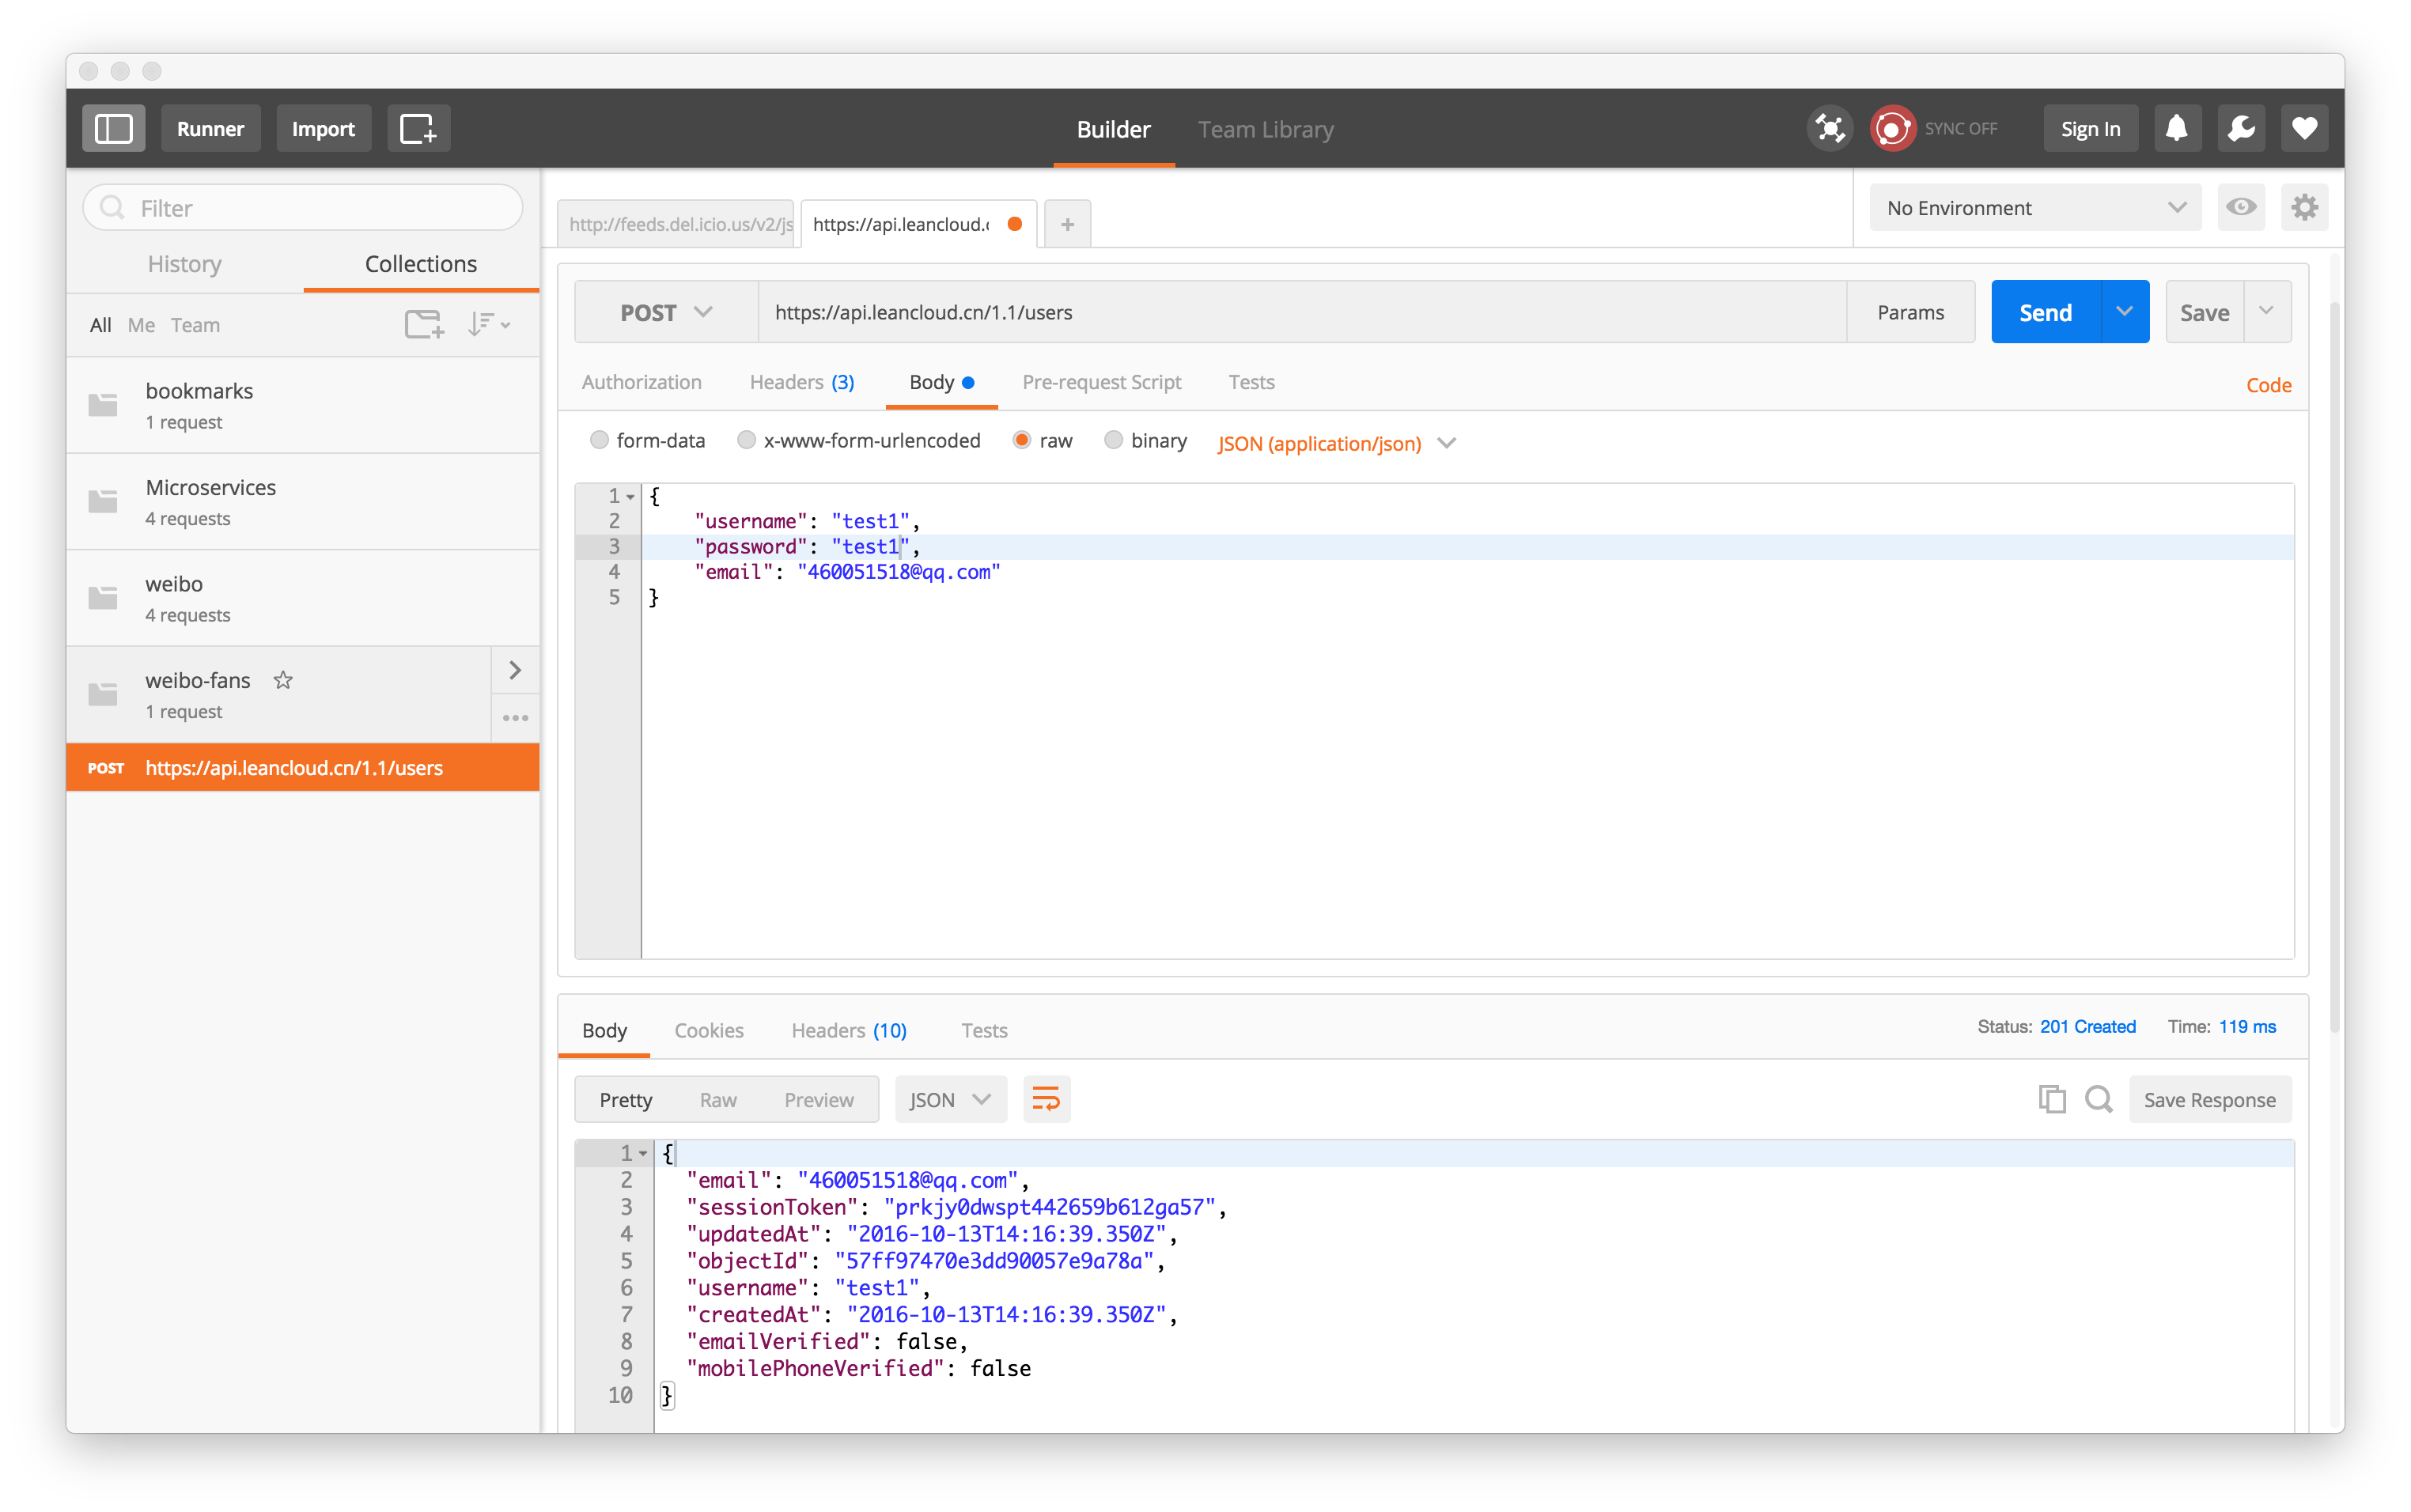 Runner Import Builder Team Library SYNC OFF Sign In
Filter
History Collections
All Me Team
bookmarks
1 request
Microservices
4 requests
weibo
4 requests
weibo-fans
1 request
POST https://api.leancloud.cn/1.1/users
http://feeds.del.icio.us/v2/js https://api.leancloud.c + No Environment
POST https://api.leancloud.cn/1.1/users Params Send Save
Authorization Headers (3) Body Pre-request Script Tests Code
form-data x-www-form-urlencoded raw binary JSON (application/json)
1 {
2 "username": "test1",
3 "password": "test1",
4 "email": "460051518@qq.com"
5 }
Body Cookies Headers (10) Tests Status: 201 Created Time: 119 ms
Pretty Raw Preview JSON Save Response
1 {
2 "email": "460051518@qq.com",
3 "sessionToken": "prkjy0dwspt442659b612ga57",
4 "updatedAt": "2016-10-13T14:16:39.350Z",
5 "objectId": "57ff97470e3dd90057e9a78a",
6 "username": "test1",
7 "createdAt": "2016-10-13T14:16:39.350Z",
8 "emailVerified": false,
9 "mobilePhoneVerified": false
10 }